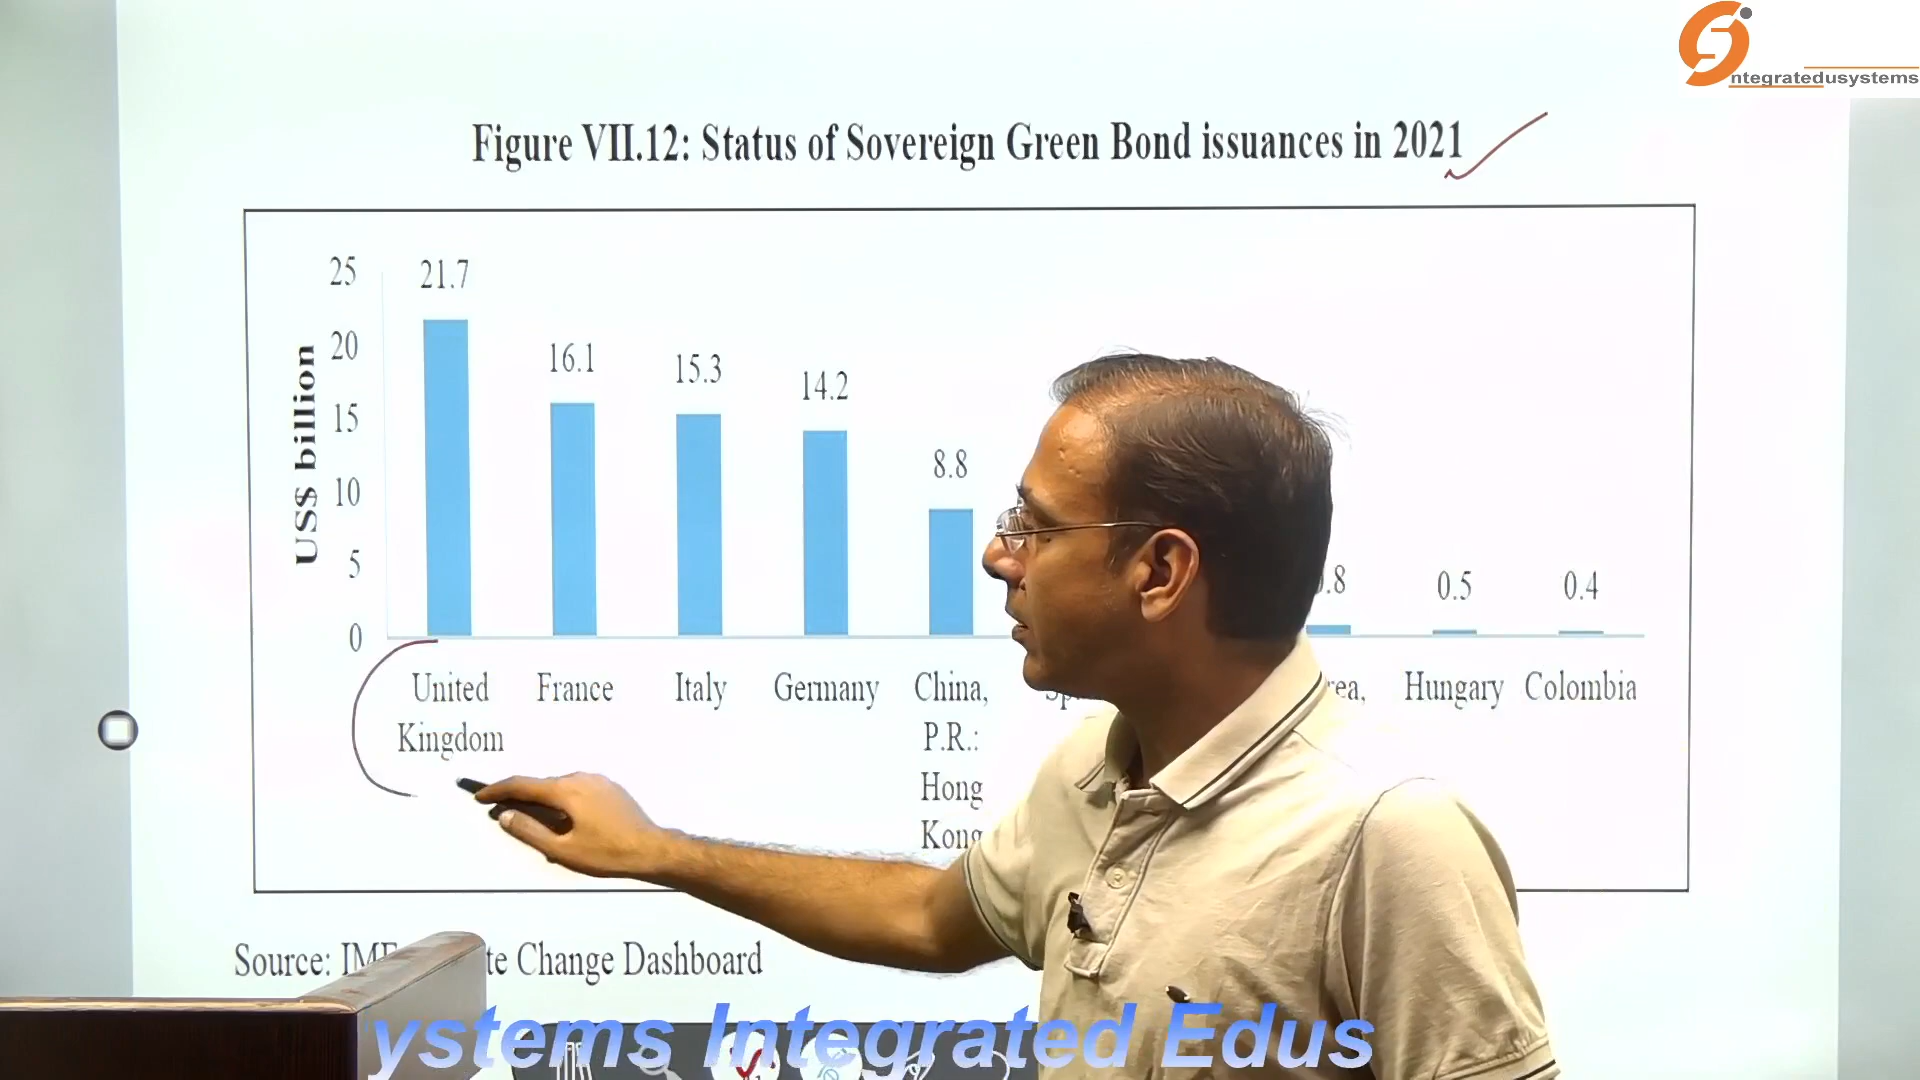 ntegratedusystems
Figure VII.12: Status of Sovereign Green Bond issuances in 2021
25
20
15
10
5
0
US$ billion
21.7
16.1
15.3
14.2
8.8
0.5
0.4
United Kingdom
France
Italy
Germany
China, P.R.: Hong Kong
Hungary
Colombia
Source: IMF Change Dashboard
ystems Integrated Edus